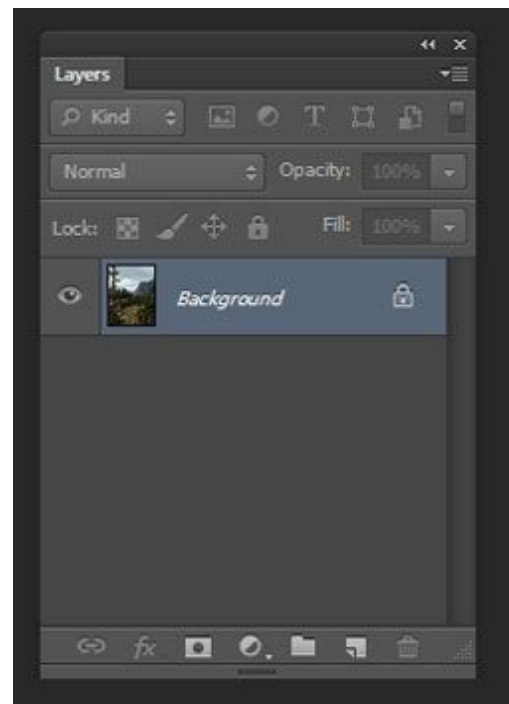 Layers
Kind
Normal Opacity: 100%
Lock: Fill: 100%
Background
fx